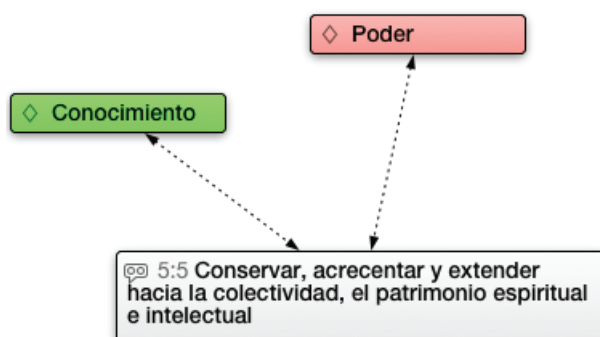 Poder
Conocimiento
5:5 Conservar, acrecentar y extender
hacia la colectividad, el patrimonio espiritual
e intelectual